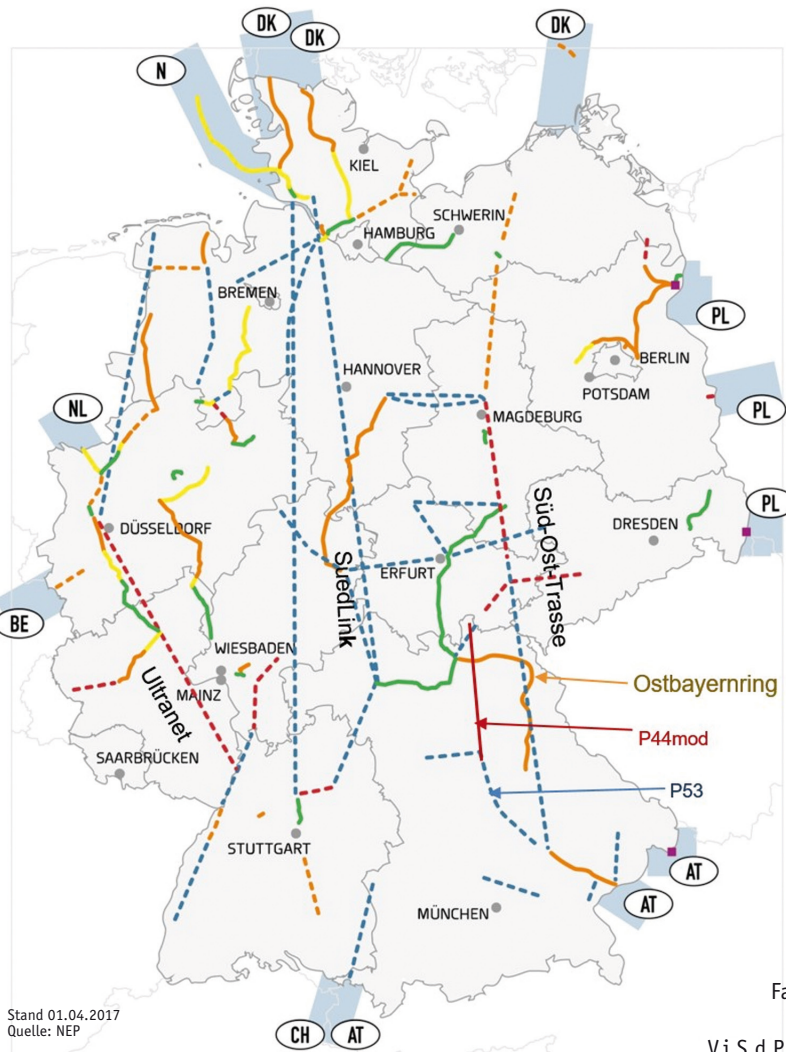 DK
DK
DK
N
KIEL
SCHWERIN
HAMBURG
BREMEN
PL
BERLIN
HANNOVER
POTSDAM
NL
MAGDEBURG
PL
PL
Süd-Ost-Trasse
DRESDEN
DÜSSELDORF
SuedLink
ERFURT
BE
WIESBADEN
MAINZ
Ultranet
Ostbayernring
P44mod
SAARBRÜCKEN
P53
STUTTGART
AT
AT
MÜNCHEN
Fa
Stand 01.04.2017
Quelle: NEP
CH
AT
V i S d P